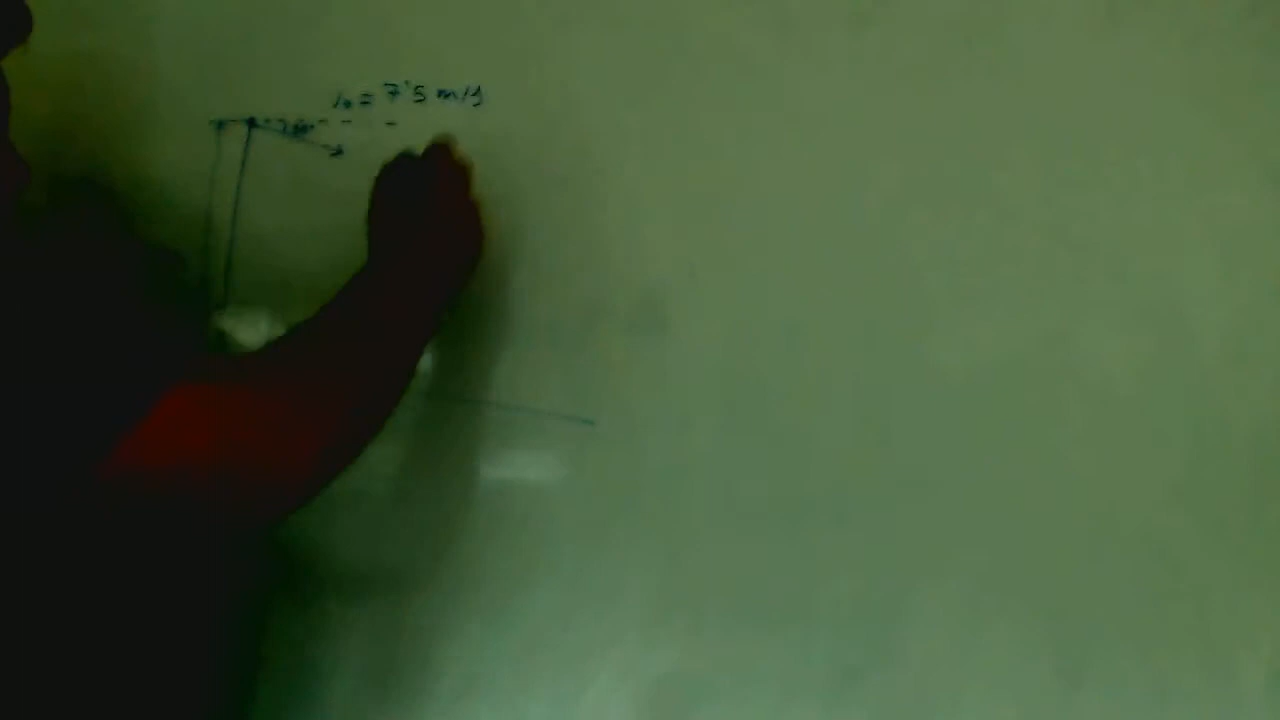 V₀ = 7'5 m/s